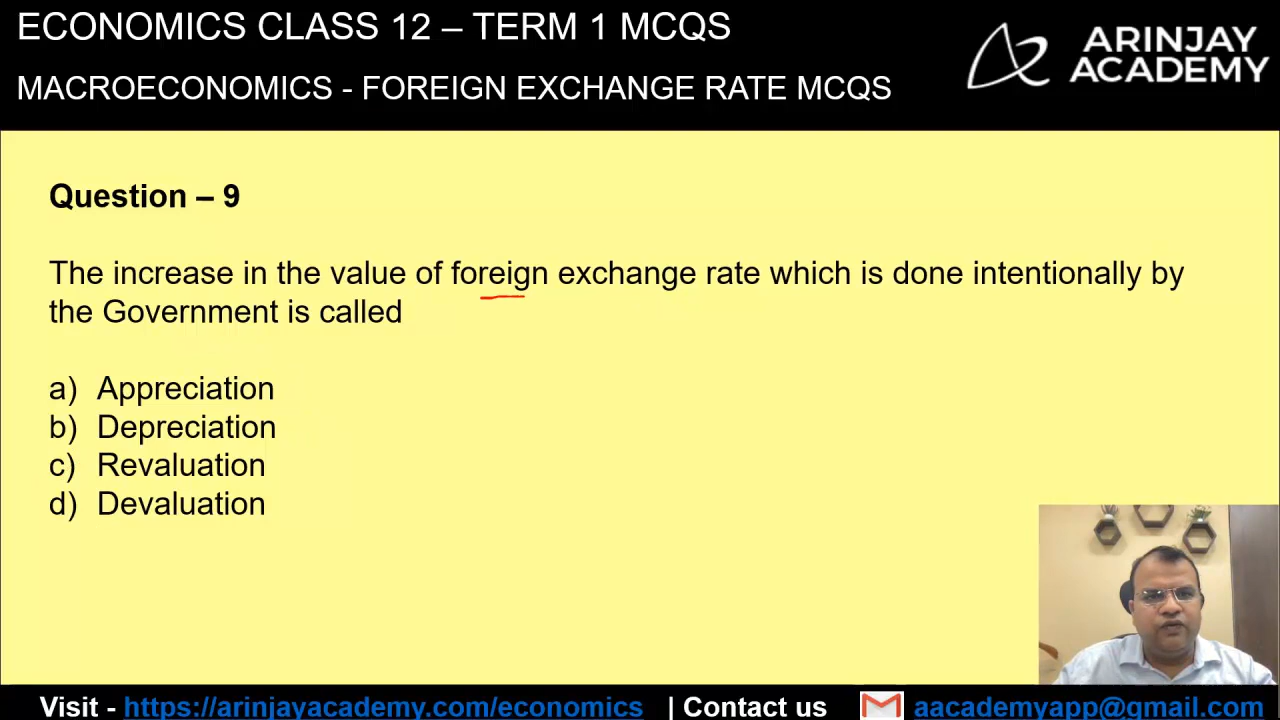 ECONOMICS CLASS 12 – TERM 1 MCQS
MACROECONOMICS - FOREIGN EXCHANGE RATE MCQS
ARINJAY
ACADEMY
Question – 9
The increase in the value of foreign exchange rate which is done intentionally by
the Government is called
a) Appreciation
b) Depreciation
c) Revaluation
d) Devaluation
Visit - https://arinjayacademy.com/economics | Contact us aacademyapp@gmail.com